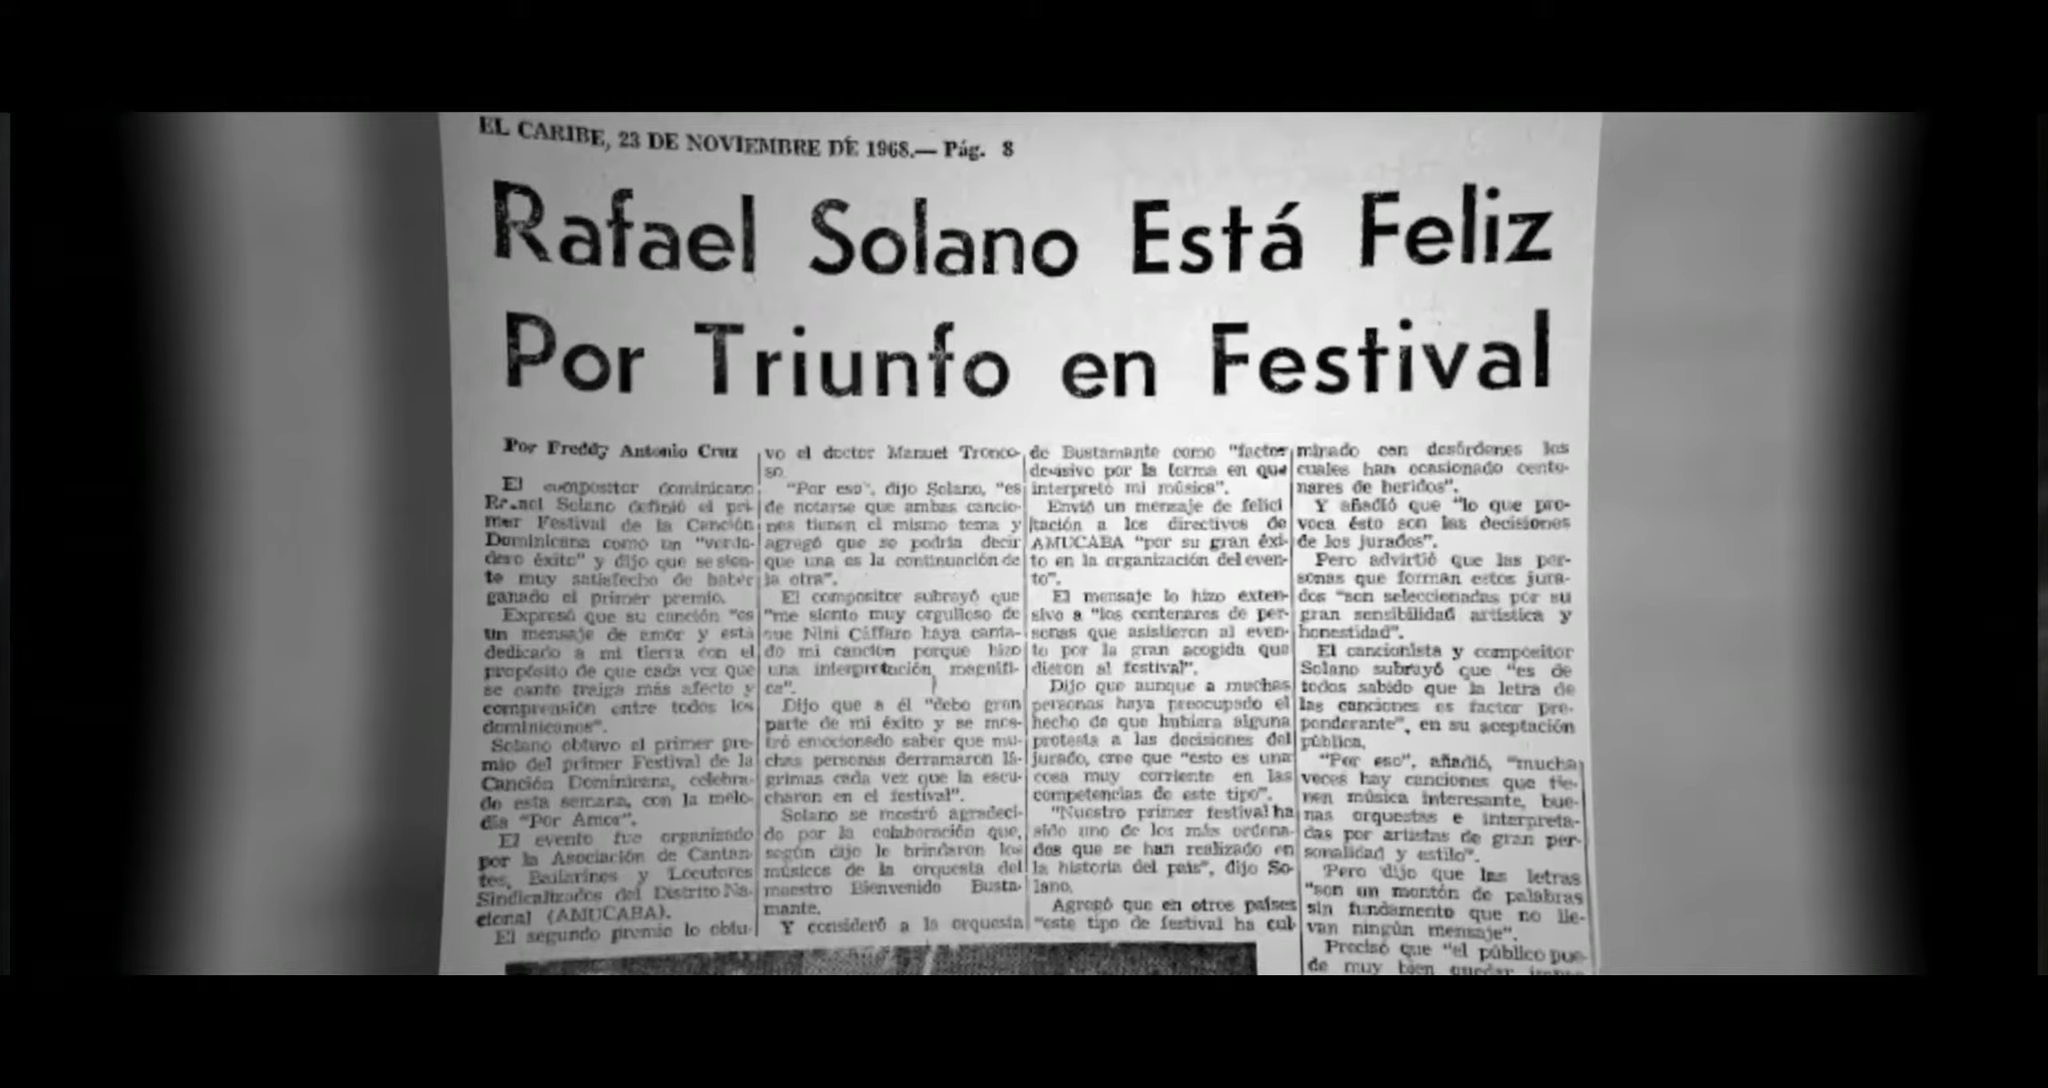 EL CARIBE, 23 DE NOVIEMBRE DE 1968.— Pág. 8
Rafael Solano Está Feliz
Por Triunfo en Festival
Por Freddy Antonio Cruz
El compositor dominicano
Rafael Solano definió el pri-
mer Festival de la Canción
Dominicana como un "verda-
dero éxito" y dijo que se sien-
te muy satisfecho de haber
ganado el primer premio.
Expresó que su canción "es
un mensaje de amor y está
dedicado a mi tierra con el
propósito de que cada vez que
se cante traiga más afecto y
comprensión entre todos los
dominicanos".
Solano obtuvo el primer pre-
mio del primer Festival de la
Canción Dominicana, celebra-
do esta semana, con la melo-
día "Por Amor".
El evento fue organizado
por la Asociación de Cantan-
tes, Bailarines y Locutores
Sindicalizados del Distrito Na-
cional (AMUCABA).
El segundo premio lo obtu-
vo el doctor Manuel Tronco-
so.
"Por eso", dijo Solano, "es
de notarse que ambas cancio-
nes tienen el mismo tema y
agregó que se podría decir
que una es la continuación de
la otra".
El compositor subrayó que
"me siento muy orgulloso de
que Nini Cáffaro haya canta-
do mi canción porque hizo
una interpretación magnífi-
ca".
Dijo que a él "debo gran
parte de mi éxito y se mos-
tró emocionado saber que mu-
chas personas derramaron lá-
grimas cada vez que la escu-
charon en el festival".
Solano se mostró agradeci-
do por la colaboración que,
según dijo le brindaron los
músicos de la orquesta del
maestro Bienvenido Busta-
mante.
Y consideró a la orquesta
de Bustamante como "factor
decisivo por la forma en que
interpretó mi música".
Envió un mensaje de felici
tación a los directivos de
AMUCABA "por su gran éxi-
to en la organización del even-
to".
El mensaje lo hizo exten-
sivo a "los centenares de per-
sonas que asistieron al even-
to por la gran acogida que
dieron al festival".
Dijo que aunque a muchas
personas haya preocupado el
hecho de que hubiera alguna
protesta a las decisiones del
jurado, cree que "esto es una
cosa muy corriente en las
competencias de este tipo".
"Nuestro primer festival ha
sido uno de los más ordena-
dos que se han realizado en
la historia del país", dijo So-
lano.
Agregó que en otros países
"este tipo de festival ha cul-
minado con desórdenes los
cuales han ocasionado cente-
nares de heridos".
Y añadió que "lo que pro-
voca ésto son las decisiones
de los jurados".
Pero advirtió que las per-
sonas que forman estos jura-
dos "son seleccionadas por su
gran sensibilidad artística y
honestidad".
El cancionista y compositor
Solano subrayó que "es de
todos sabido que la letra de
las canciones es factor pre-
ponderante", en su aceptación
pública.
"Por eso", añadió, "mucha
veces hay canciones que tie-
nen música interesante, bue-
nas orquestas e interpreta-
das por artistas de gran per-
sonalidad y estilo".
Pero dijo que las letras
"son un montón de palabras
sin fundamento que no lle-
van ningún mensaje".
Precisó que "el público pue-
de muy bien quedar